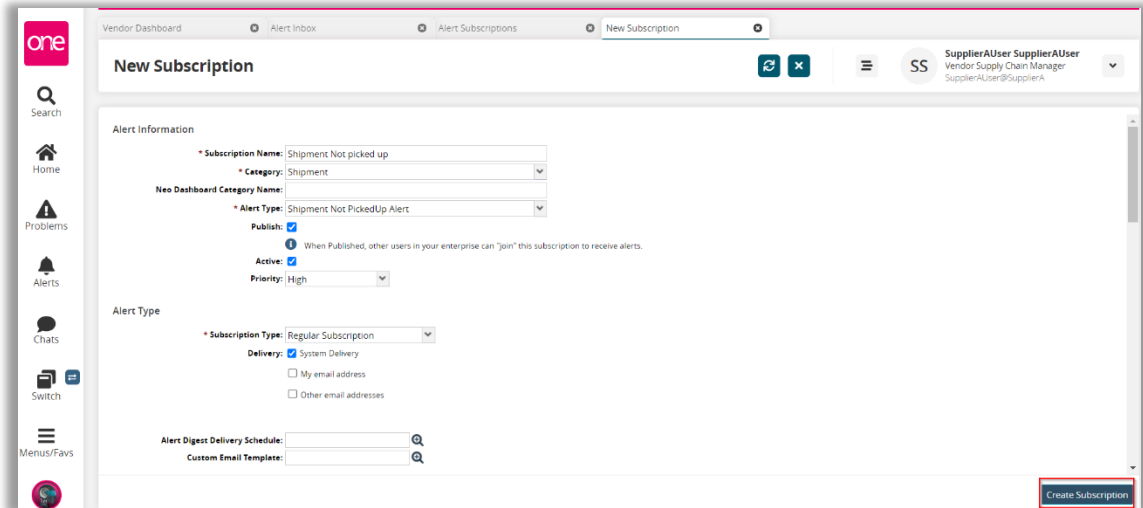 Vendor Dashboard Alert Inbox Alert Subscriptions New Subscription
one
New Subscription
SS
SupplierAUser SupplierAUser
Vendor Supply Chain Manager
SupplierAUser@SupplierA
Search
Home
Problems
Alerts
Chats
Switch
Menus/Favs
Alert Information
* Subscription Name: Shipment Not picked up
* Category: Shipment
Neo Dashboard Category Name:
* Alert Type: Shipment Not PickedUp Alert
Publish:
When Published, other users in your enterprise can "join" this subscription to receive alerts.
Active:
Priority: High
Alert Type
* Subscription Type: Regular Subscription
Delivery: System Delivery
My email address
Other email addresses
Alert Digest Delivery Schedule:
Custom Email Template:
Create Subscription